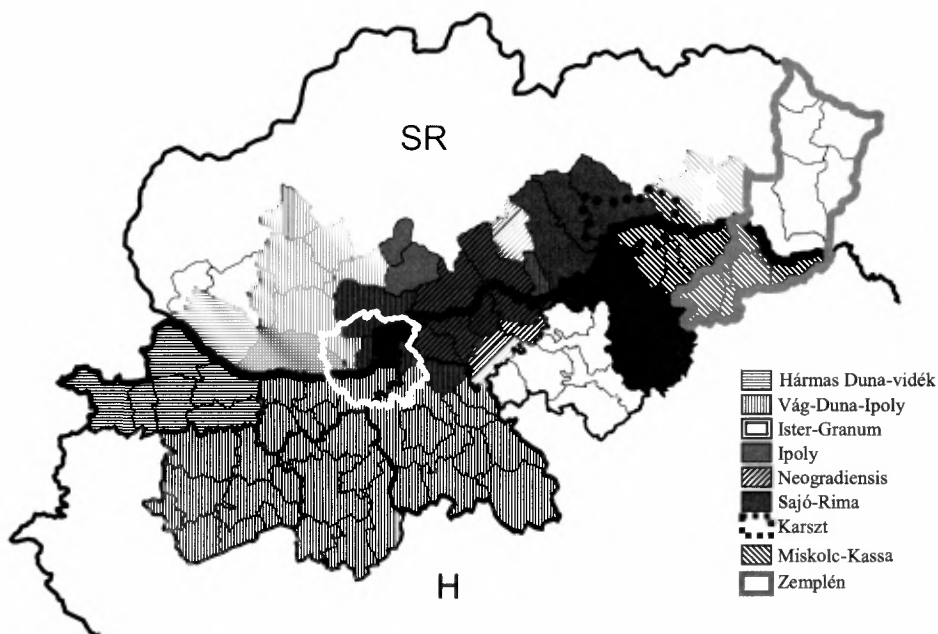 SR
H
Hármas Duna-vidék
Vág-Duna-Ipoly
Ister-Granum
Ipoly
Neogradiensis
Sajó-Rima
Karszt
Miskolc-Kassa
Zemplén